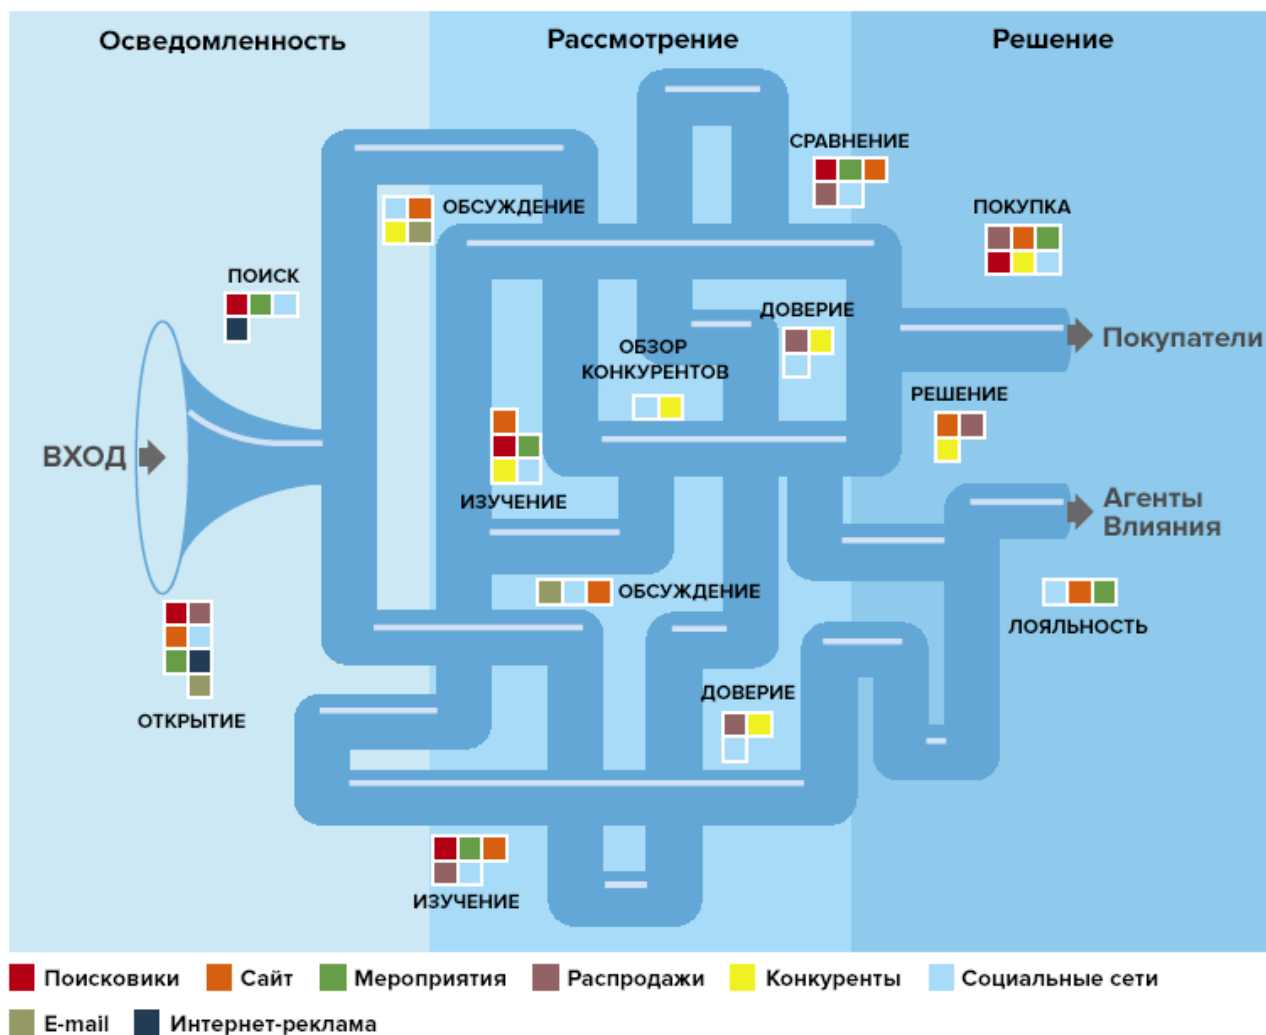 Осведомленность
Рассмотрение
Решение
СРАВНЕНИЕ
ОБСУЖДЕНИЕ
ПОКУПКА
ПОИСК
ДОВЕРИЕ
Покупатели
ОБЗОР
КОНКУРЕНТОВ
РЕШЕНИЕ
ВХОД
ИЗУЧЕНИЕ
Агенты
Влияния
ОБСУЖДЕНИЕ
ЛОЯЛЬНОСТЬ
ДОВЕРИЕ
ОТКРЫТИЕ
ИЗУЧЕНИЕ
Поисковики
Сайт
Мероприятия
Распродажи
Конкуренты
Социальные сети
E-mail
Интернет-реклама